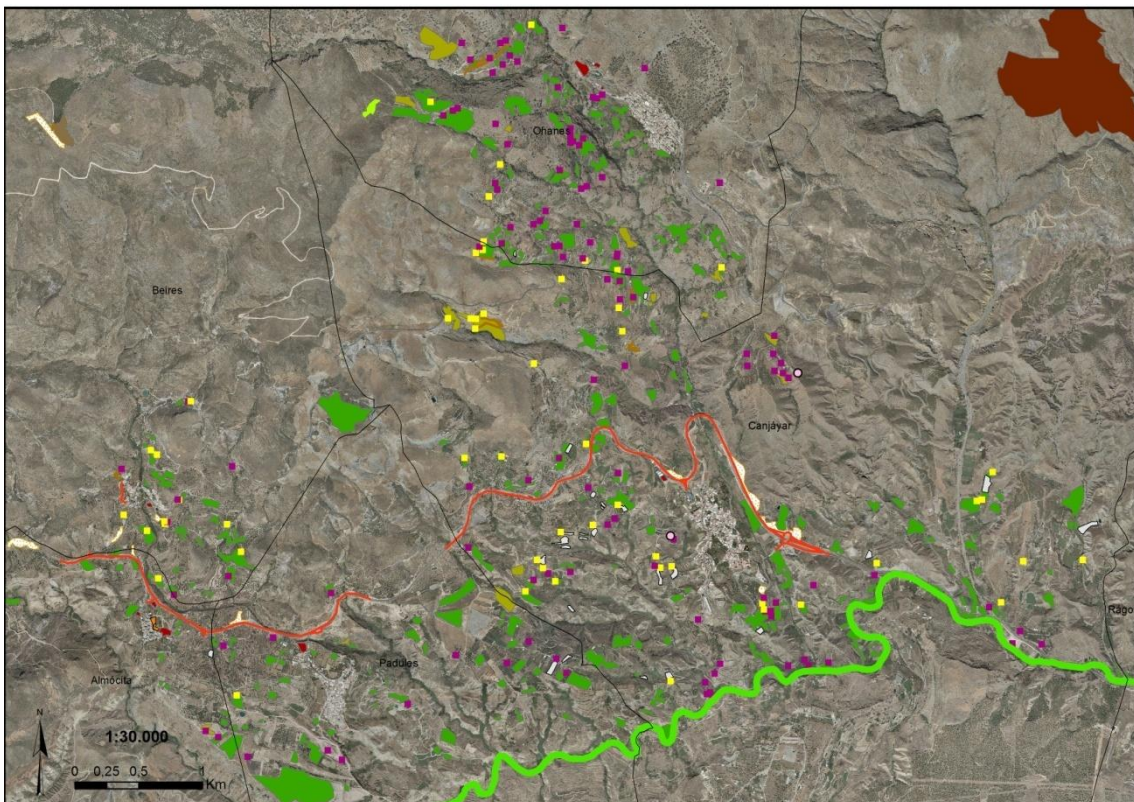 Ohanes
Beires
Canjáyar
Rágol
Padules
Almócita
N
1:30.000
0 0,25 0,5 1
Km